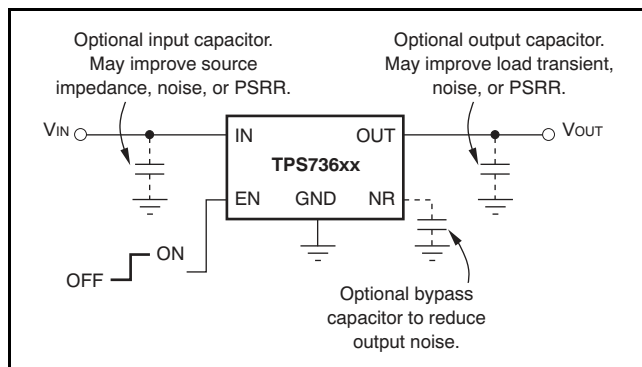 Optional input capacitor.
May improve source
impedance, noise, or PSRR.
Optional output capacitor.
May improve load transient,
noise, or PSRR.
VIN
IN
OUT
VOUT
TPS736xx
EN
GND
NR
ON
OFF
Optional bypass
capacitor to reduce
output noise.